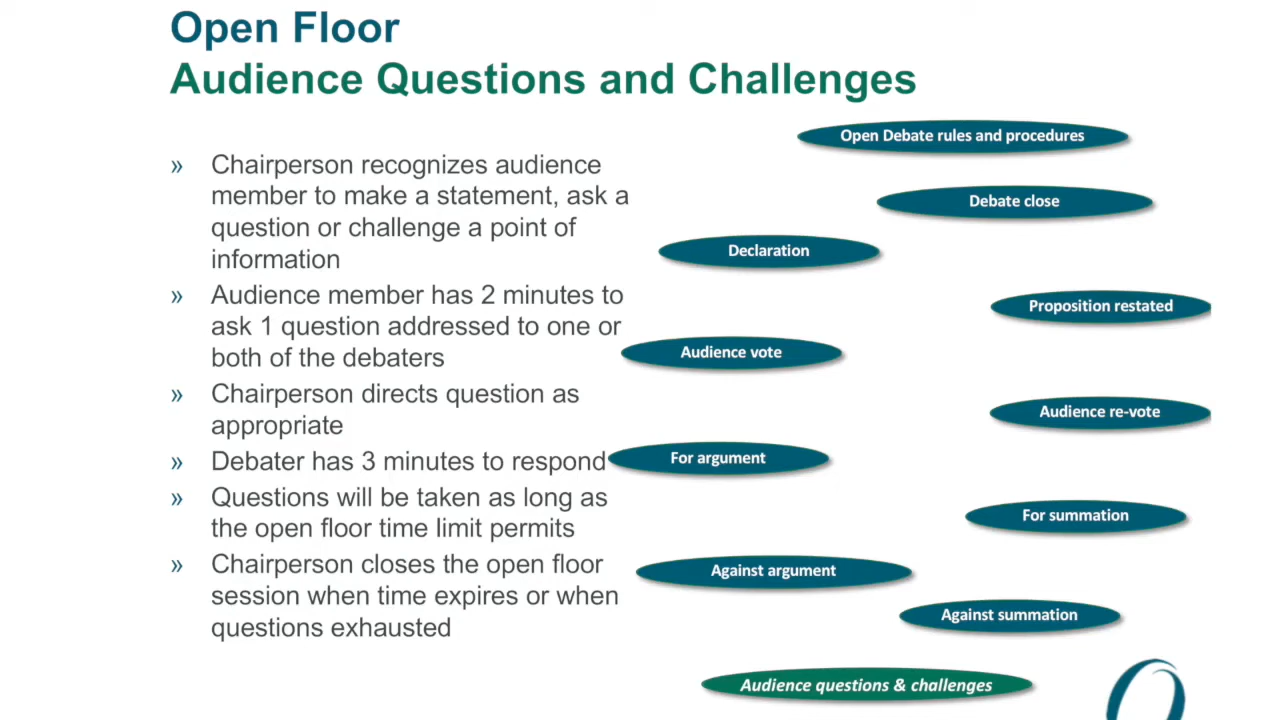 Open Floor
Audience Questions and Challenges
» Chairperson recognizes audience
member to make a statement, ask a
question or challenge a point of
information
» Audience member has 2 minutes to
ask 1 question addressed to one or
both of the debaters
» Chairperson directs question as
appropriate
» Debater has 3 minutes to respond
» Questions will be taken as long as
the open floor time limit permits
» Chairperson closes the open floor
session when time expires or when
questions exhausted
Open Debate rules and procedures
Debate close
Declaration
Proposition restated
Audience vote
Audience re-vote
For argument
For summation
Against argument
Against summation
Audience questions & challenges